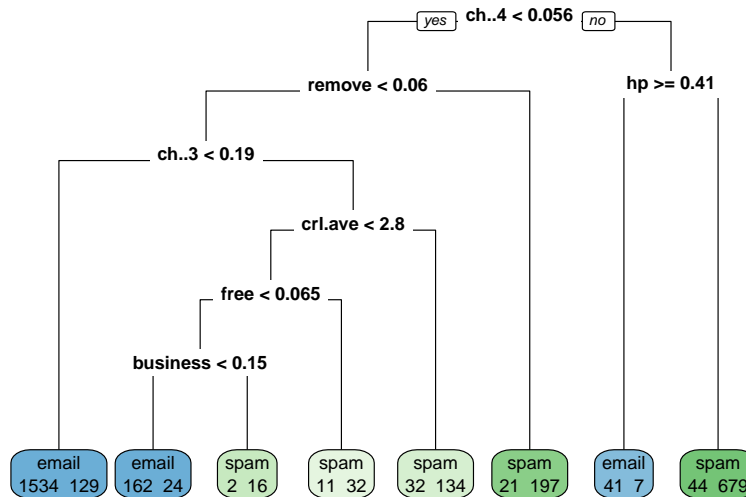 yes ch..4 < 0.056 no
remove < 0.06
hp >= 0.41
ch..3 < 0.19
crl.ave < 2.8
free < 0.065
business < 0.15
email
1534 129
email
162 24
spam
2 16
spam
11 32
spam
32 134
spam
21 197
email
41 7
spam
44 679